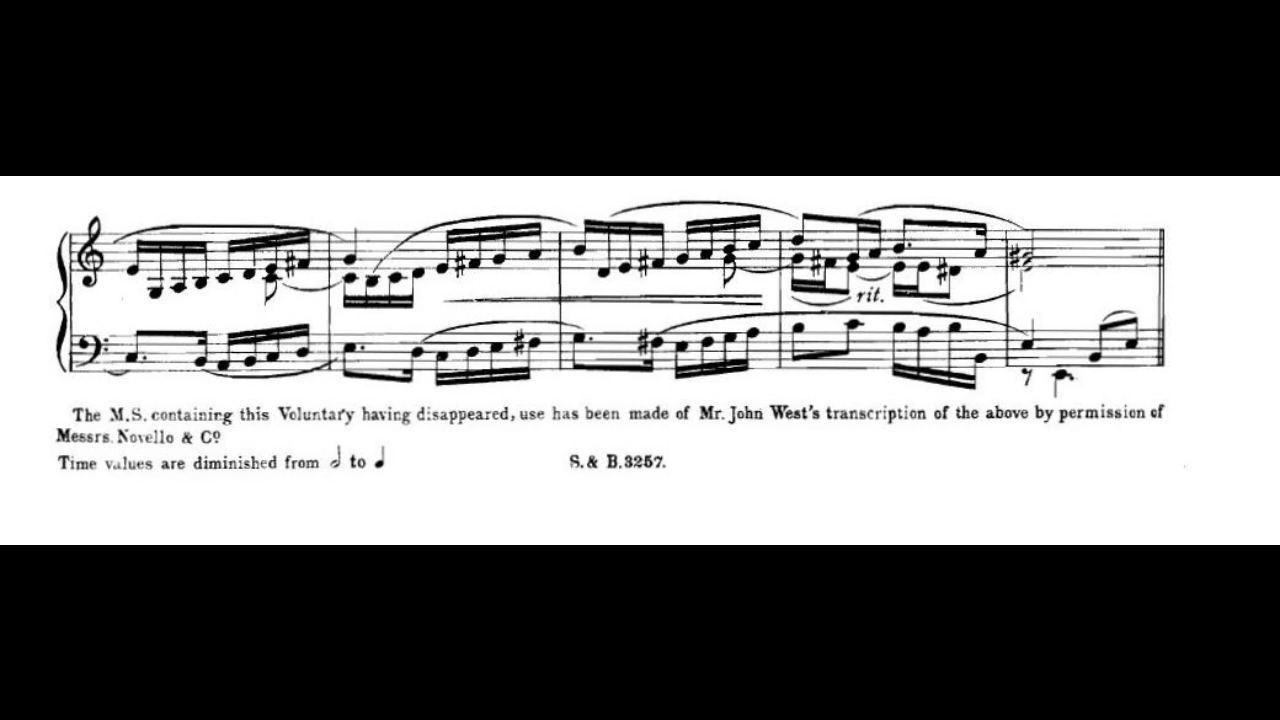 rit.
The M.S. containing this Voluntary having disappeared, use has been made of Mr. John West's transcription of the above by permission of
Messrs. Novello & Co
Time values are diminished from 𝅗𝅥 to ♩
S. & B. 3257.